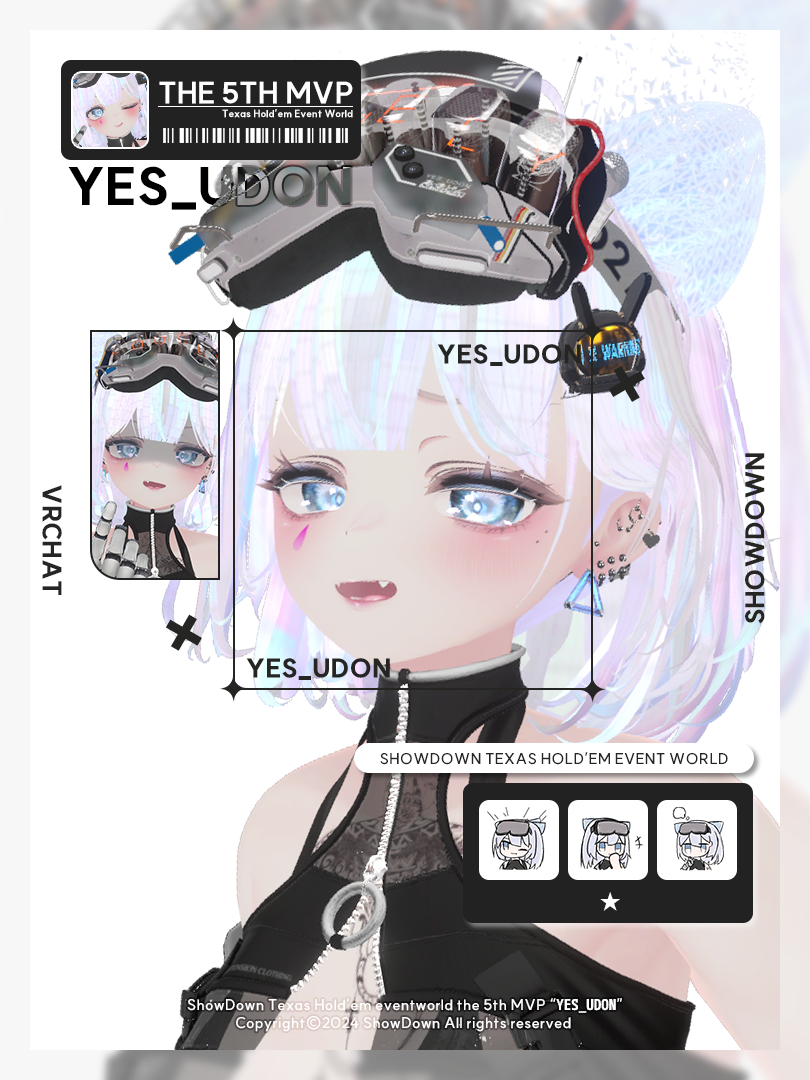 THE 5TH MVP
Texas Hold'em Event World
YES_UDON
YES_UDON
VRCHAT
SHOWDOWN
YES_UDON
SHOWDOWN TEXAS HOLD'EM EVENT WORLD
ShowDown Texas Hold'em eventworld the 5th MVP "YES_UDON"
Copyright©2024 ShowDown All rights reserved